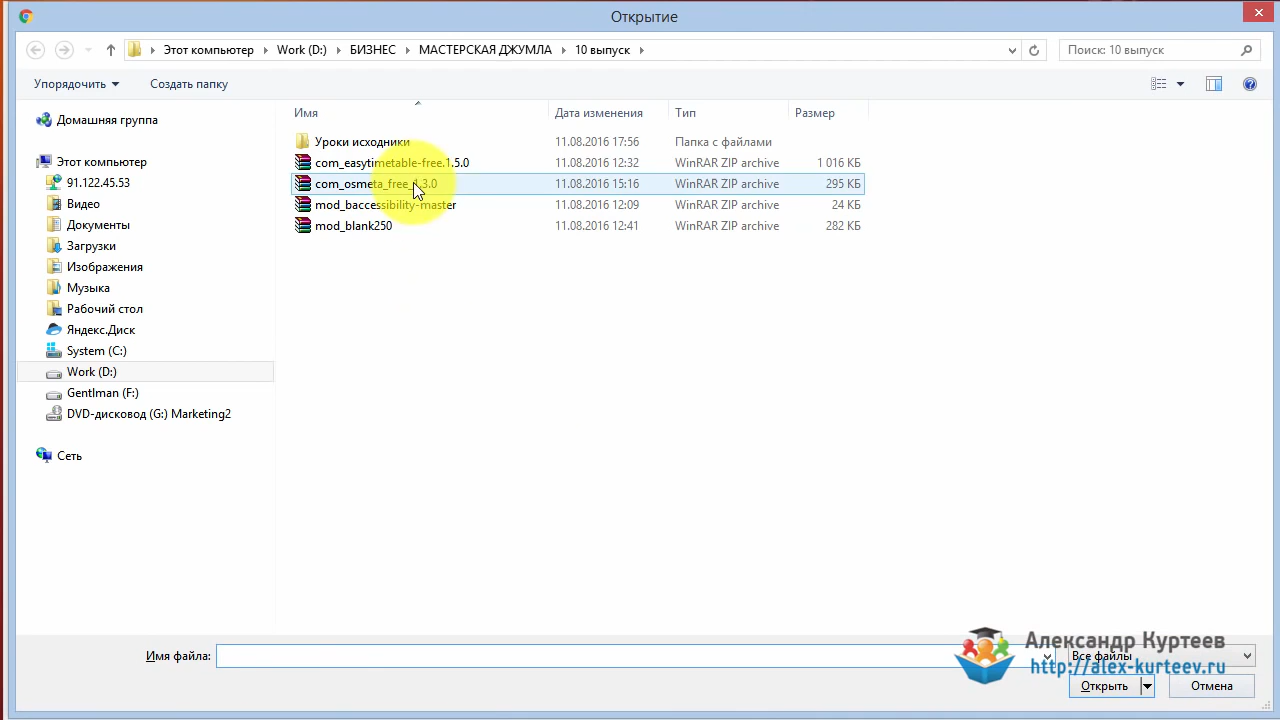 Открытие
Этот компьютер Work (D:) БИЗНЕС МАСТЕРСКАЯ ДЖУМЛА 10 выпуск
Поиск: 10 выпуск
Упорядочить Создать папку
Имя Дата изменения Тип Размер
Домашняя группа
Этот компьютер
91.122.45.53
Видео
Документы
Загрузки
Изображения
Музыка
Рабочий стол
Яндекс.Диск
System (C:)
Work (D:)
Gentlman (F:)
DVD-дисковод (G:) Marketing2
Сеть
Уроки исходники 11.08.2016 17:56 Папка с файлами
com_easytimetable-free.1.5.0 11.08.2016 12:32 WinRAR ZIP archive 1 016 КБ
com_osmeta_free_1.3.0 11.08.2016 15:16 WinRAR ZIP archive 295 КБ
mod_baccessibility-master 11.08.2016 12:09 WinRAR ZIP archive 24 КБ
mod_blank250 11.08.2016 12:41 WinRAR ZIP archive 282 КБ
Имя файла:
Все файлы
Александр Куртеев
http://alex-kurteev.ru
Открыть Отмена